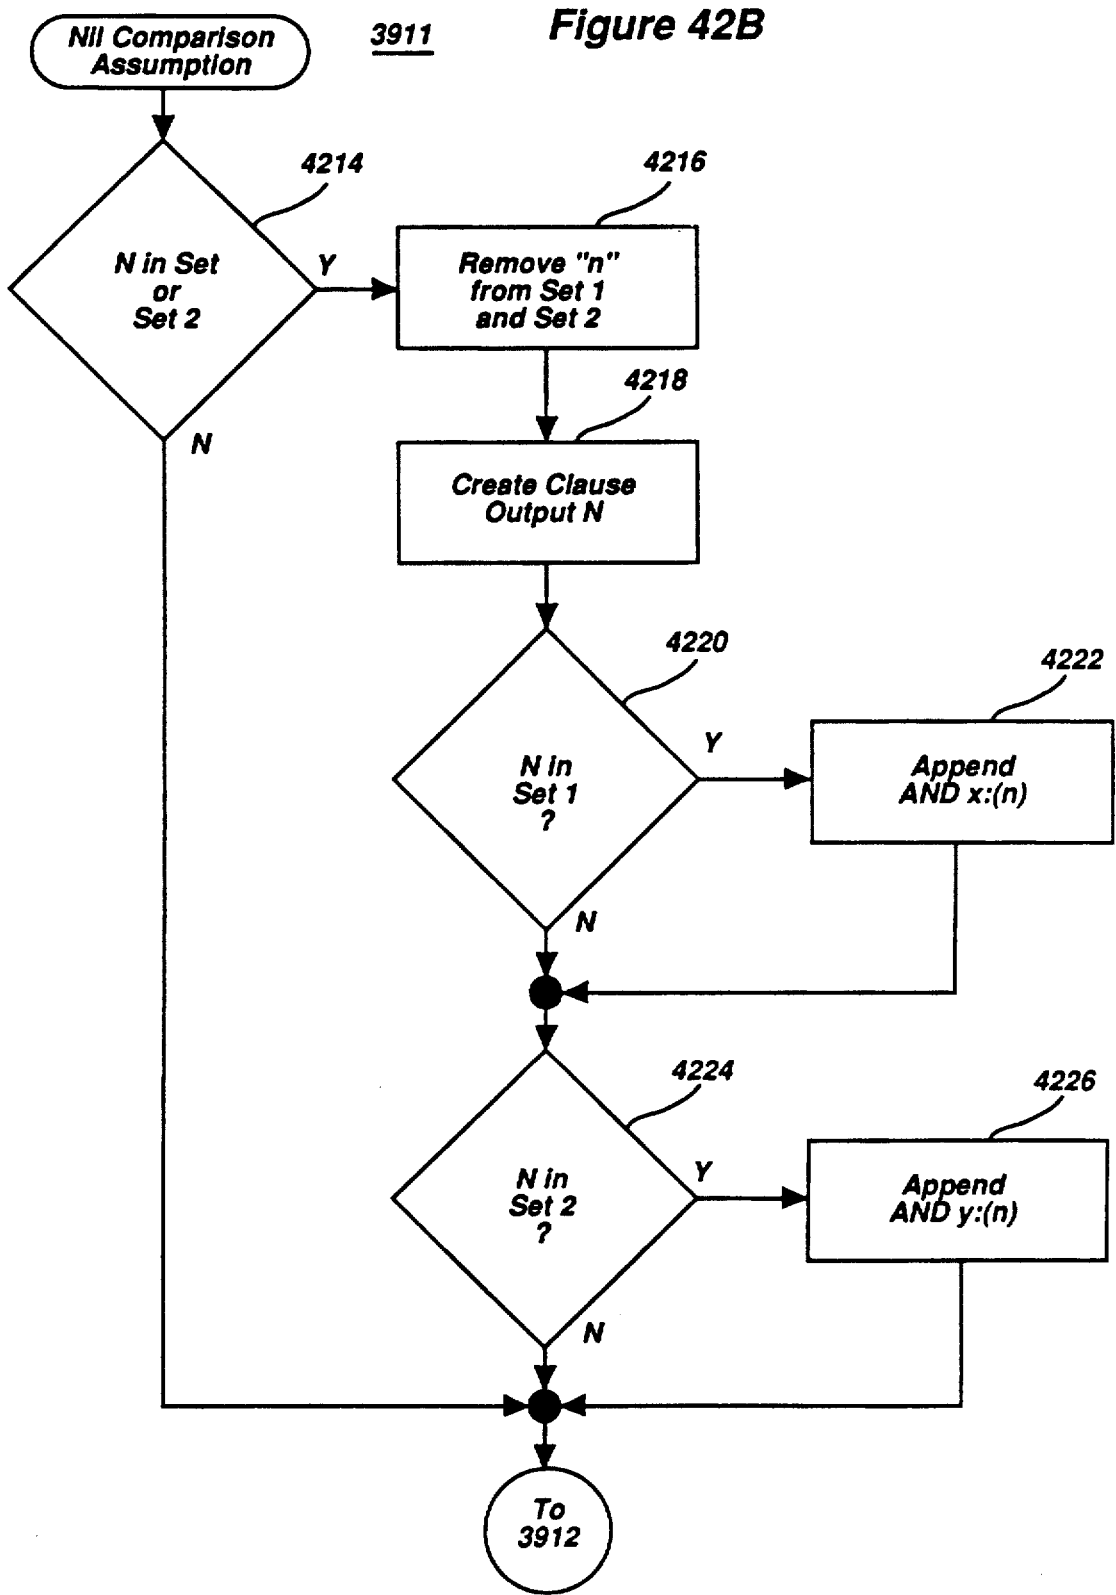 Figure 42B
3911
Nil Comparison
Assumption
4214
N in Set
or
Set 2
Y
N
4216
Remove "n"
from Set 1
and Set 2
4218
Create Clause
Output N
4220
N in
Set 1
?
Y
N
4222
Append
AND x:(n)
4224
N in
Set 2
?
Y
N
4226
Append
AND y:(n)
To
3912